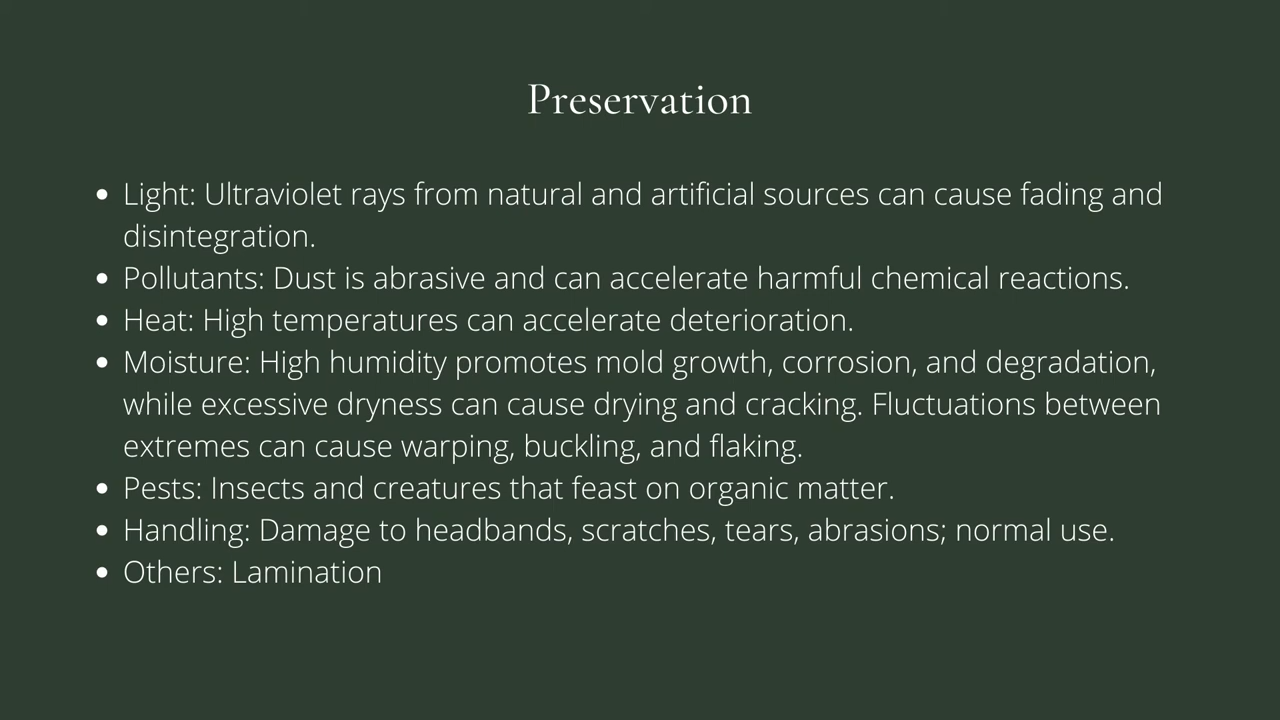 Preservation
• Light: Ultraviolet rays from natural and artificial sources can cause fading and
disintegration.
• Pollutants: Dust is abrasive and can accelerate harmful chemical reactions.
• Heat: High temperatures can accelerate deterioration.
• Moisture: High humidity promotes mold growth, corrosion, and degradation,
while excessive dryness can cause drying and cracking. Fluctuations between
extremes can cause warping, buckling, and flaking.
• Pests: Insects and creatures that feast on organic matter.
• Handling: Damage to headbands, scratches, tears, abrasions; normal use.
• Others: Lamination